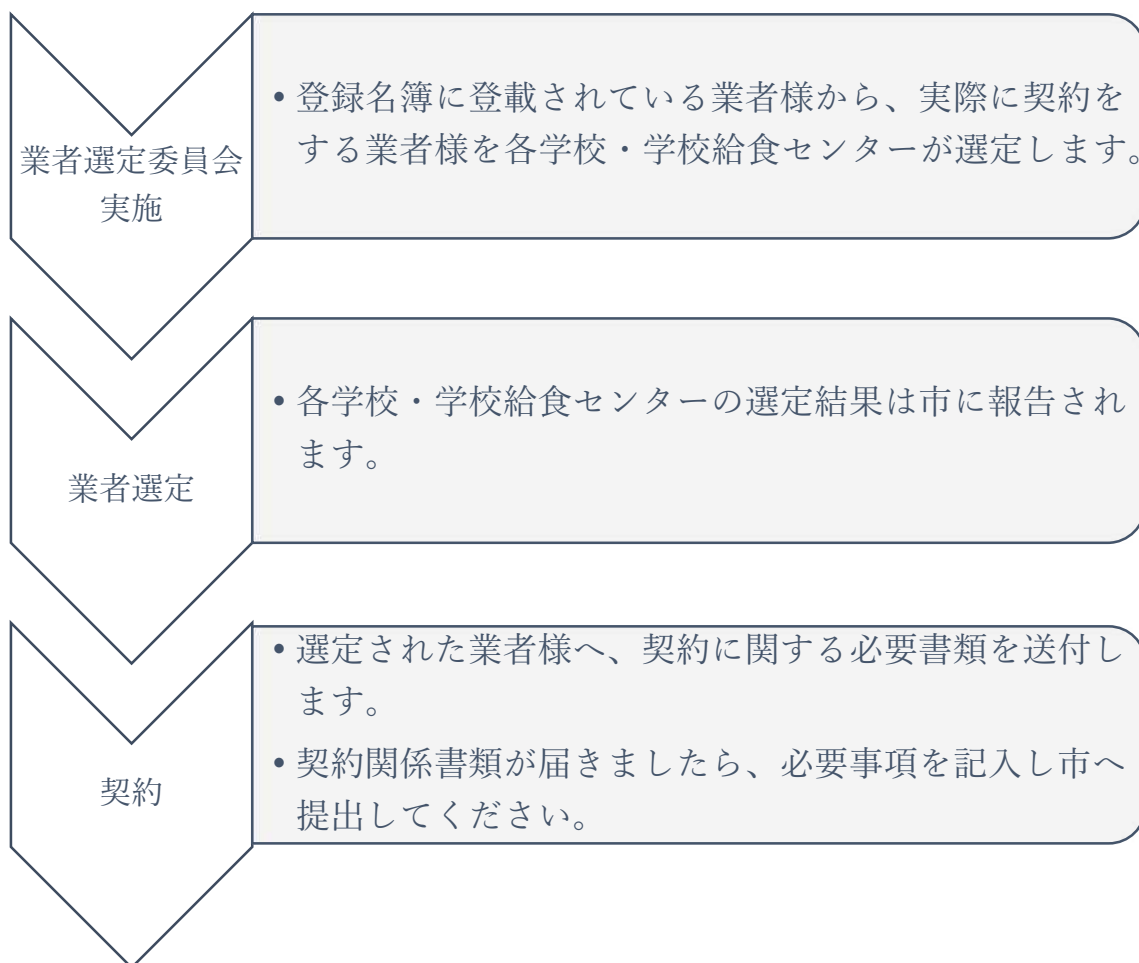 業者選定委員会
実施
• 登録名簿に登載されている業者様から、実際に契約を
する業者様を各学校・学校給食センターが選定します。
業者選定
• 各学校・学校給食センターの選定結果は市に報告され
ます。
契約
• 選定された業者様へ、契約に関する必要書類を送付し
ます。
• 契約関係書類が届きましたら、必要事項を記入し市へ
提出してください。